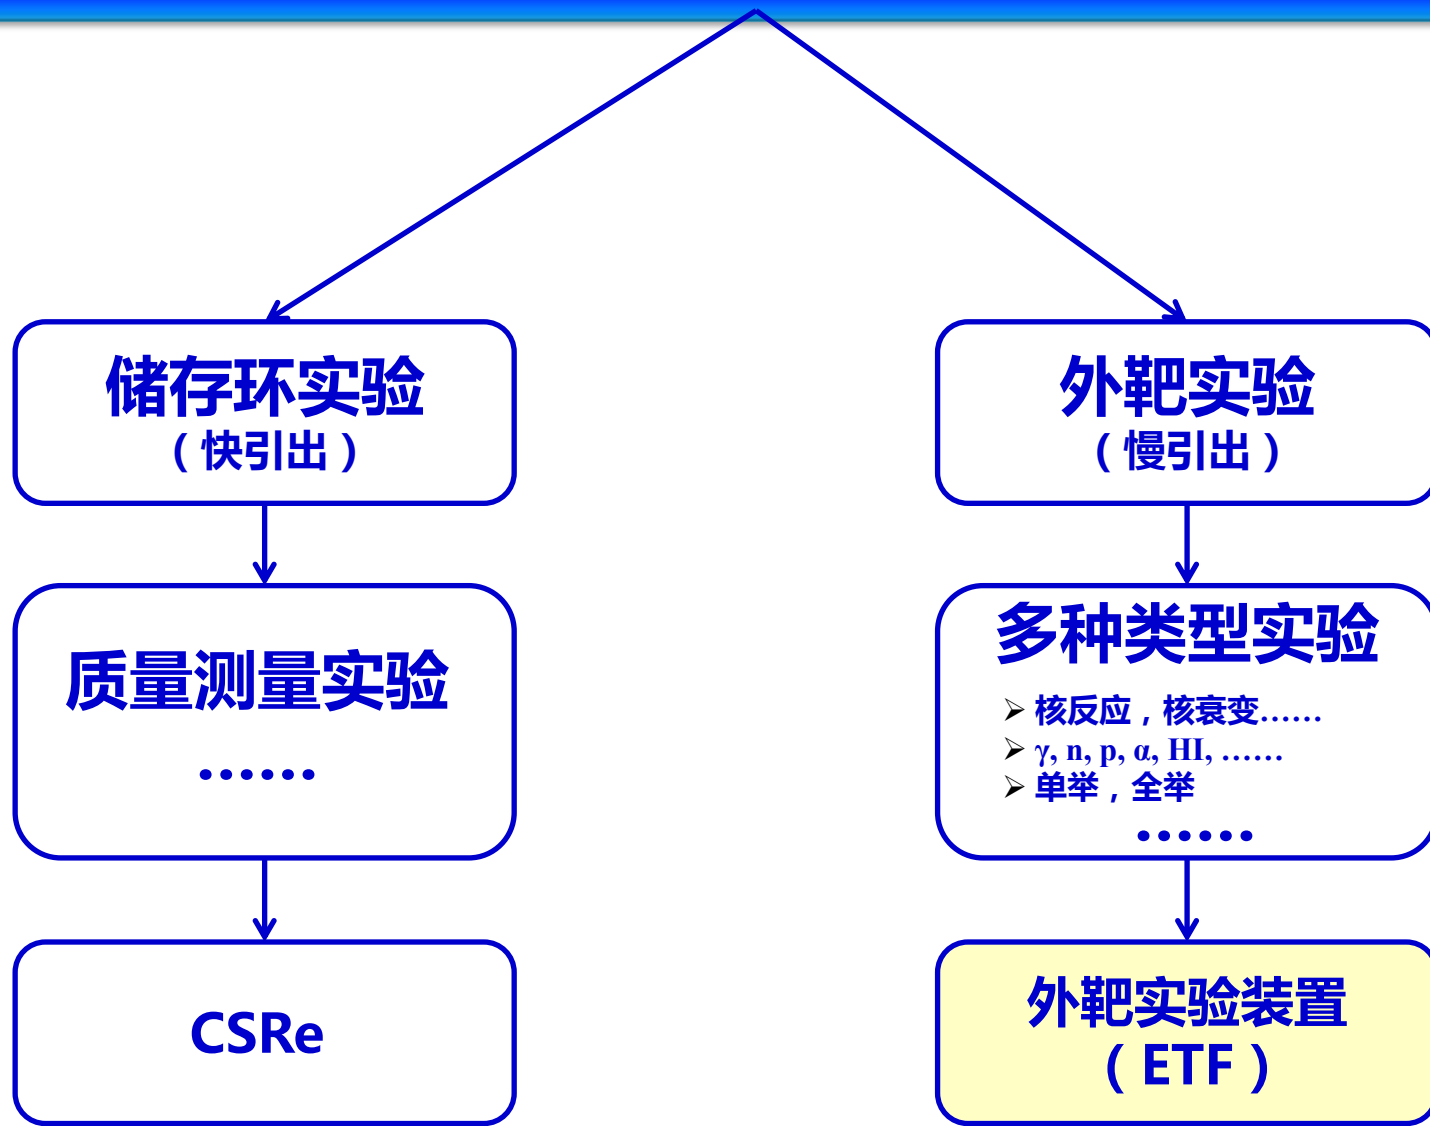 储存环实验
（快引出）
质量测量实验
……
CSRe
外靶实验
（慢引出）
多种类型实验
➢ 核反应，核衰变……
➢ γ, n, p, α, HI, ……
➢ 单举，全举
……
外靶实验装置
（ETF）